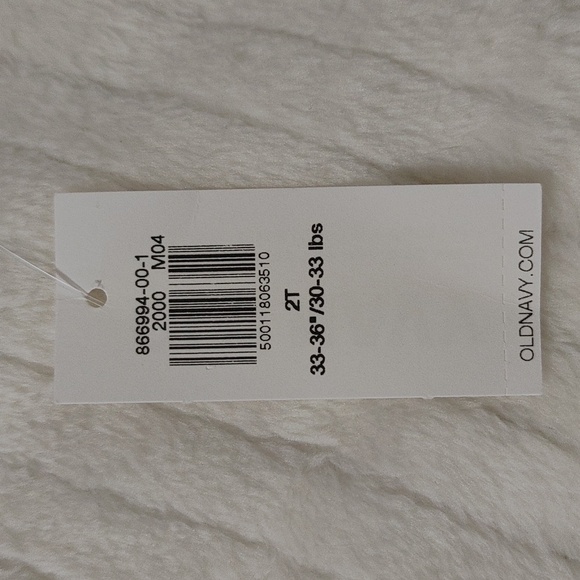 866994-00-1
2000 M04
500118063510
2T
33-36"/30-33 lbs
OLDNAVY.COM